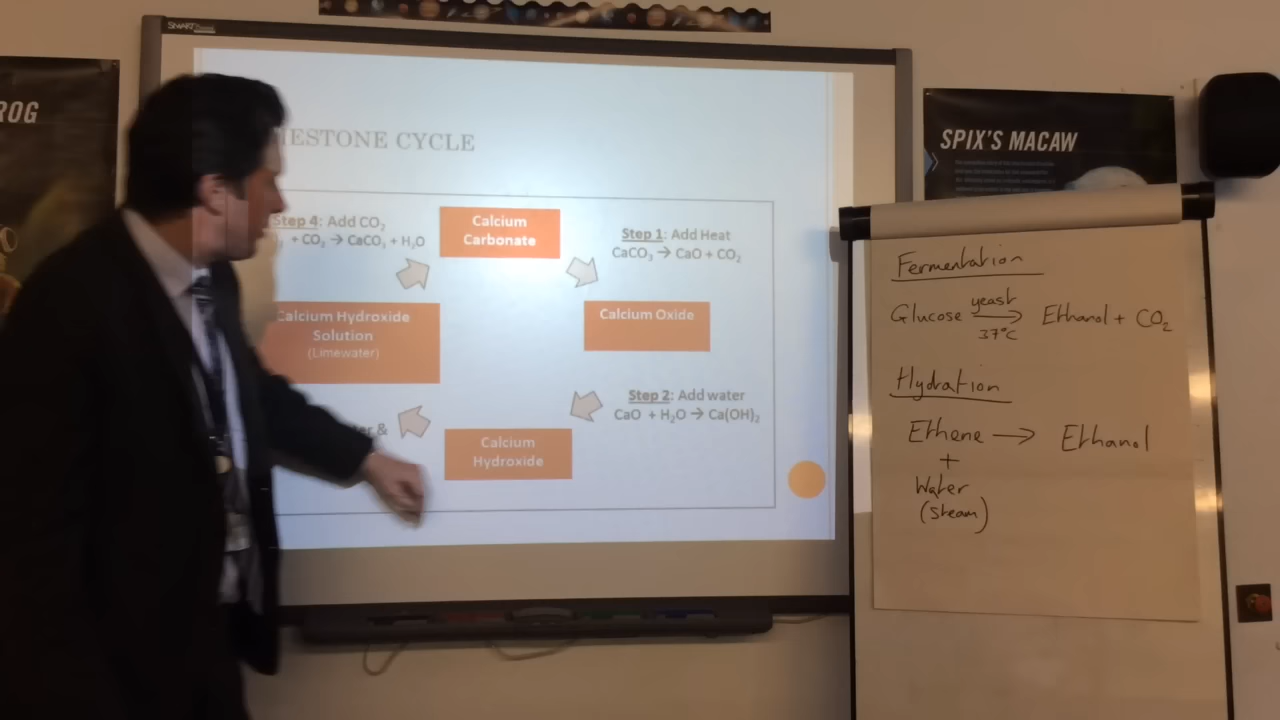 SMART
ROG
SPIX'S MACAW
ESTONE CYCLE
Step 4: Add CO₂
+ CO₂ → CaCO₃ + H₂O
Calcium
Carbonate
Step 1: Add Heat
CaCO₃ → CaO + CO₂
Calcium Hydroxide
Solution
(Limewater)
Calcium Oxide
Step 2: Add water
CaO + H₂O → Ca(OH)₂
&
Calcium
Hydroxide
Fermentation
Glucose yeast → 37°C Ethanol + CO₂
Hydration
Ethene → Ethanol
+
Water
(steam)